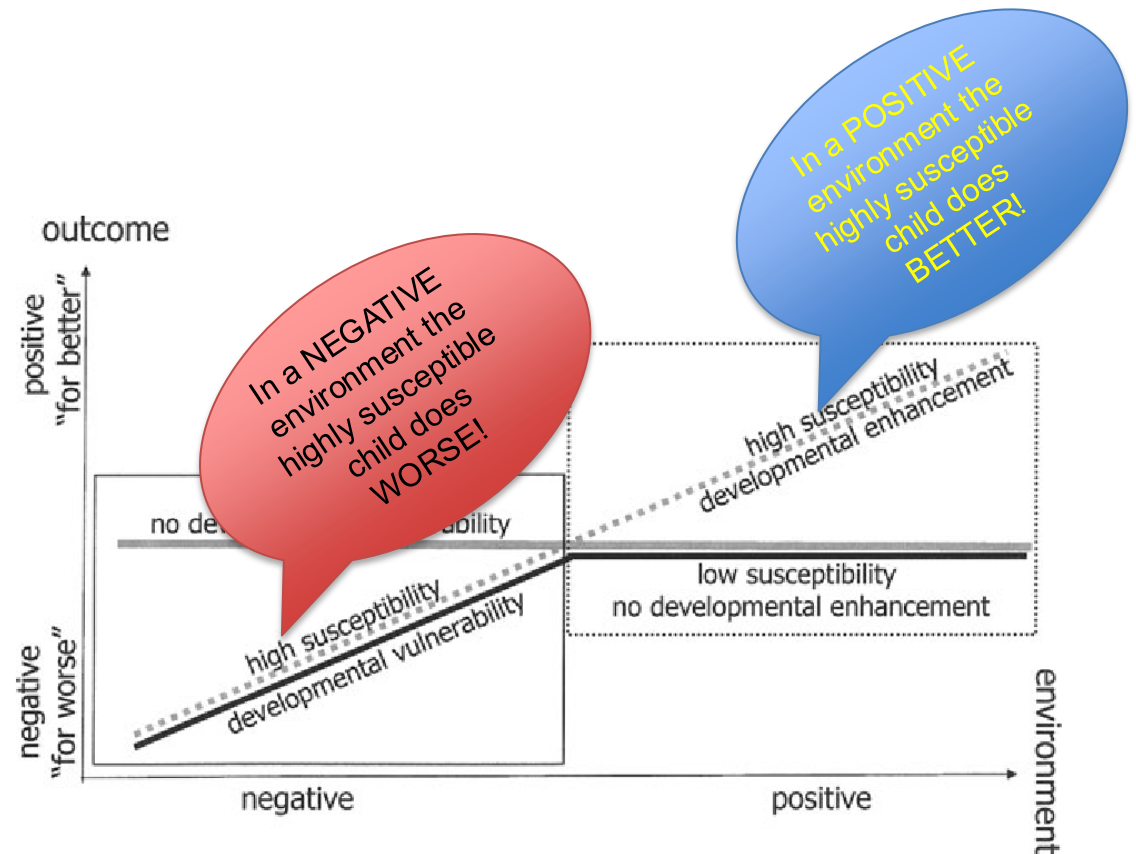 In a POSITIVE
environment the
highly susceptible
child does
BETTER!
outcome
In a NEGATIVE
environment the
highly susceptible
child does
WORSE!
positive
"for better"
high susceptibility
developmental enhancement
no
low susceptibility
no developmental enhancement
high susceptibility
developmental vulnerability
negative
"for worse"
environment
negative
positive